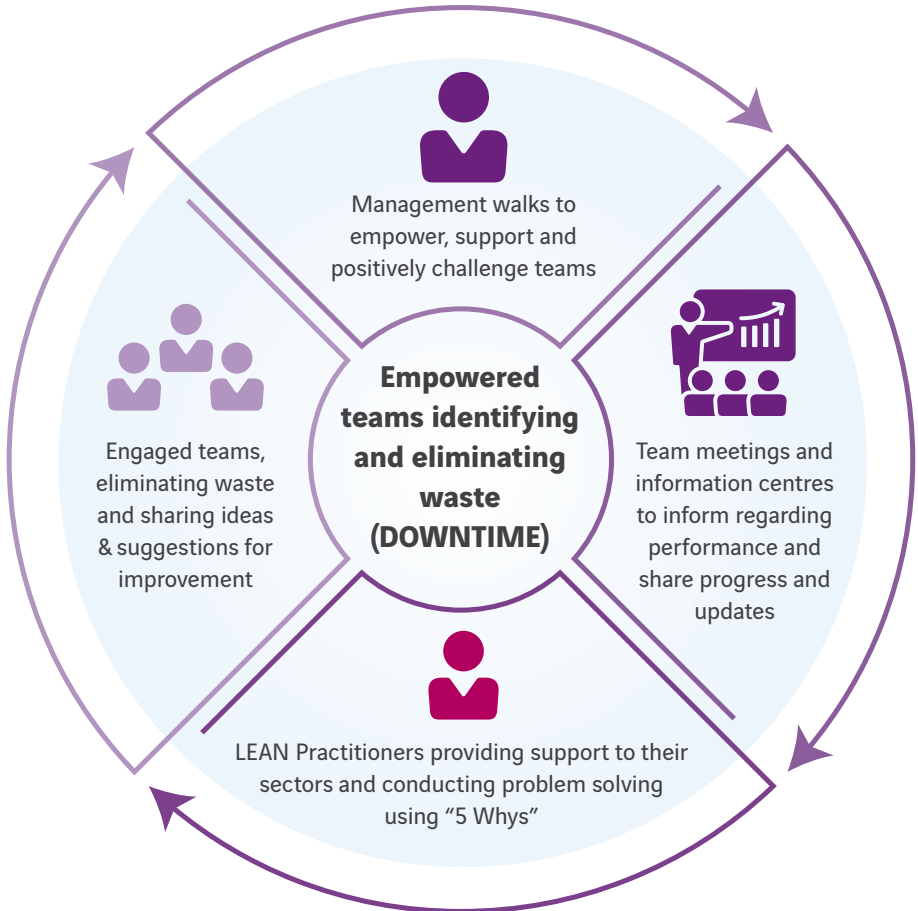 Management walks to
empower, support and
positively challenge teams
Empowered
teams identifying
and eliminating
waste
(DOWNTIME)
Team meetings and
information centres
to inform regarding
performance and
share progress and
updates
LEAN Practitioners providing support to their
sectors and conducting problem solving
using “5 Whys”
Engaged teams,
eliminating waste
and sharing ideas
& suggestions for
improvement